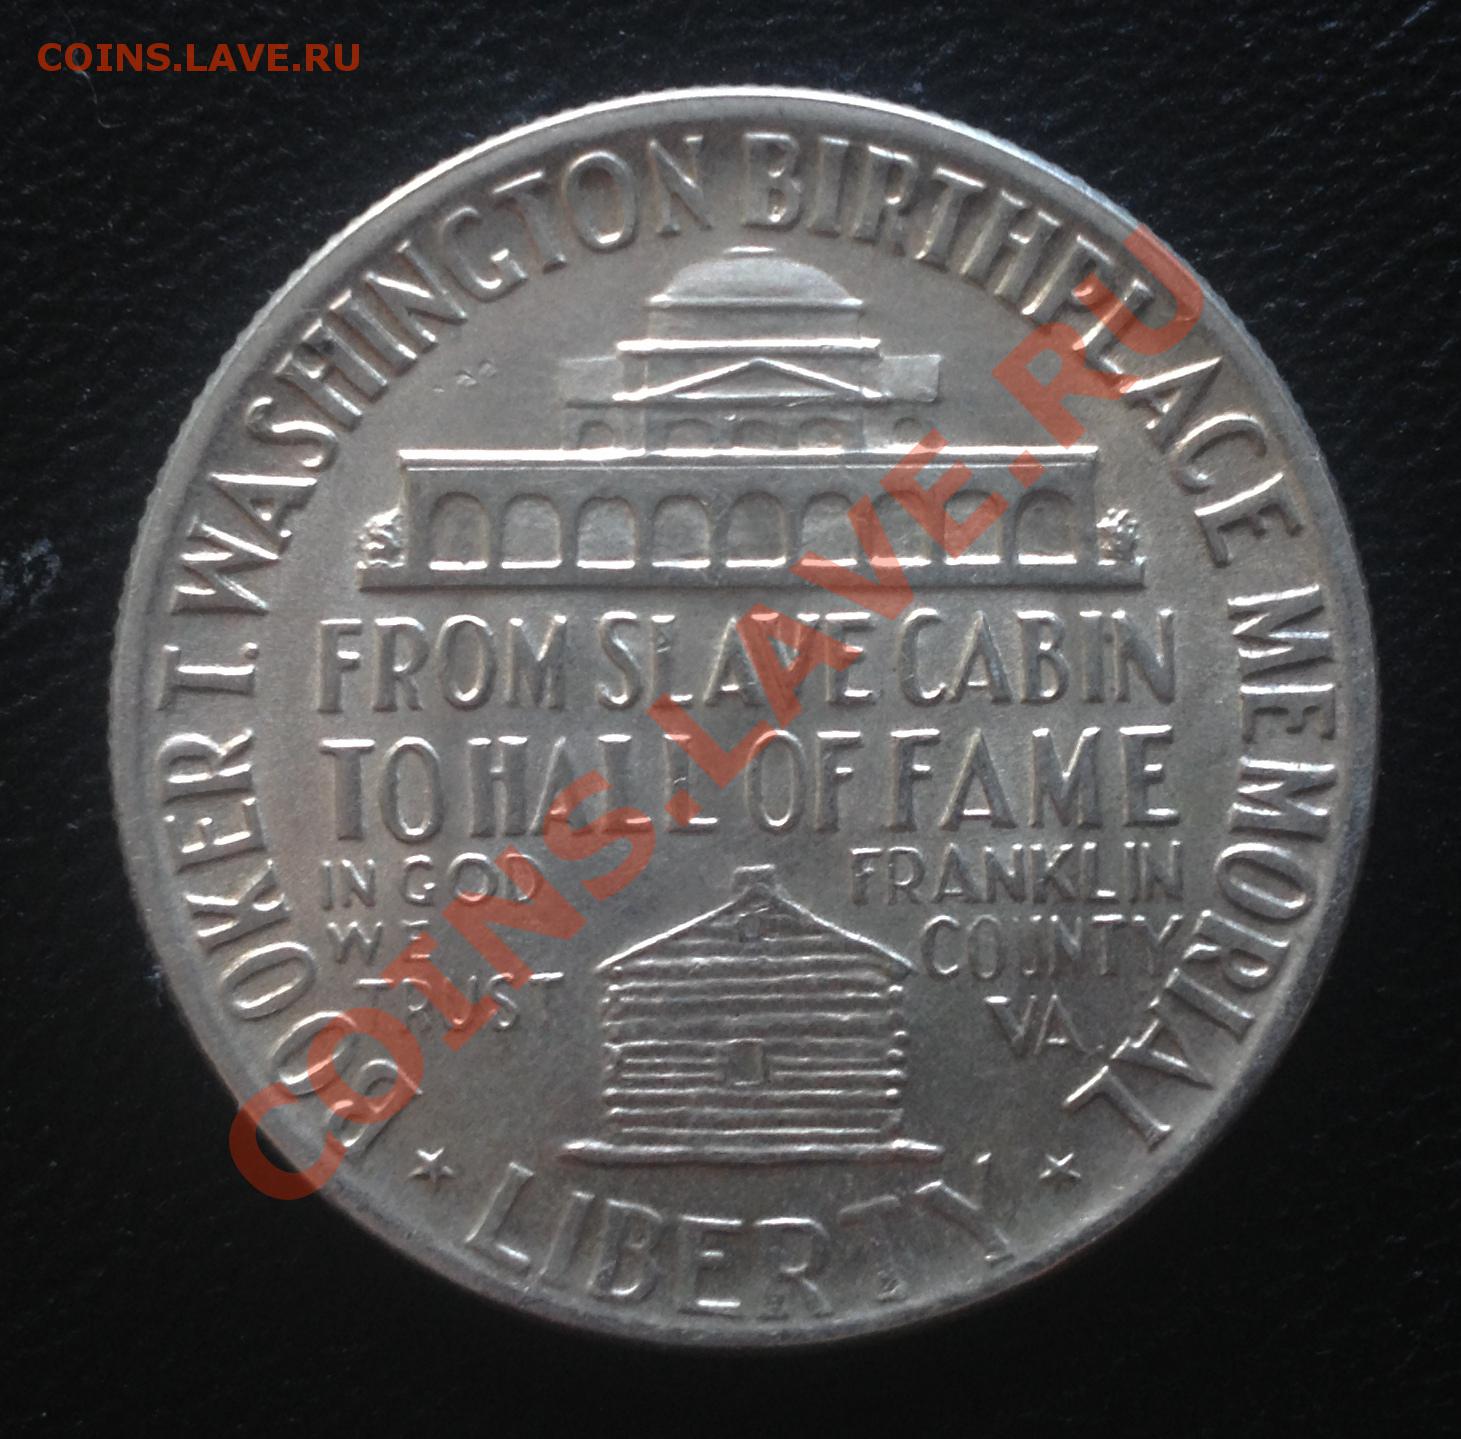 COINS.LAVE.RU
BOOKER T. WASHINGTON BIRTHPLACE MEMORIAL
FROM SLAVE CABIN
TO HALL OF FAME
IN GOD
WE
TRUST
FRANKLIN
COUNTY
VA.
LIBERTY
COINS.LAVE.RU